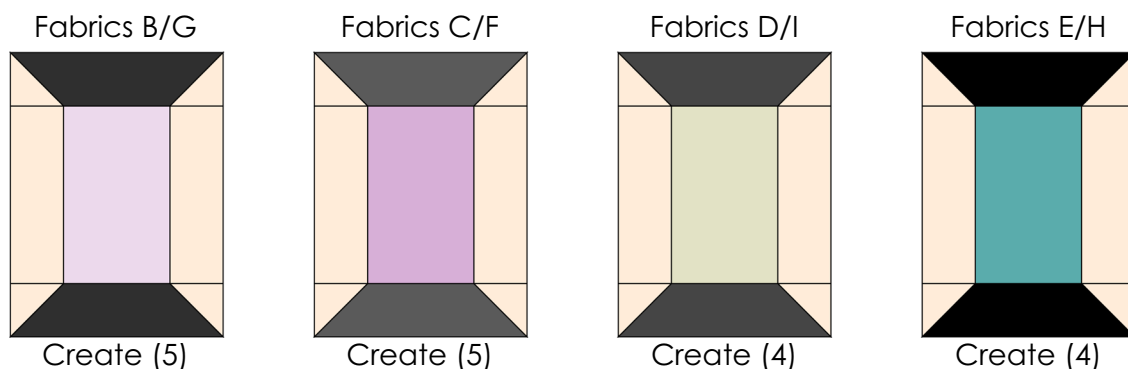 Fabrics B/G
Fabrics C/F
Fabrics D/I
Fabrics E/H
Create (5)
Create (5)
Create (4)
Create (4)